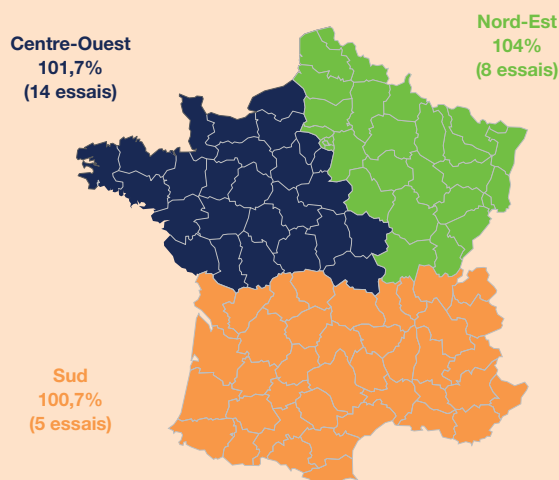 Centre-Ouest
101,7%
(14 essais)
Nord-Est
104%
(8 essais)
Sud
100,7%
(5 essais)